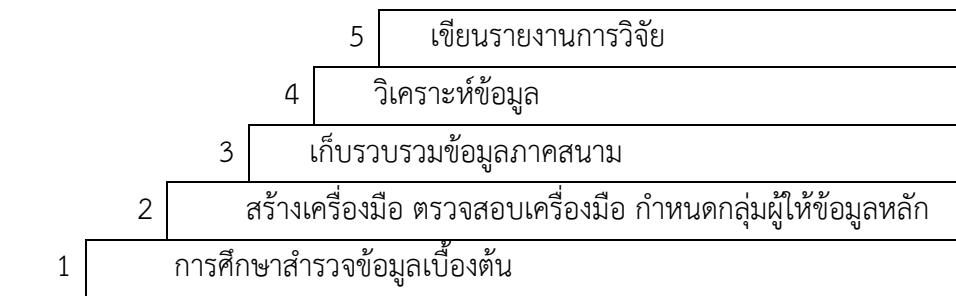 5 เขียนรายงานการวิจัย
4 วิเคราะห์ข้อมูล
3 เก็บรวบรวมข้อมูลภาคสนาม
2 สร้างเครื่องมือ ตรวจสอบเครื่องมือ กำหนดกลุ่มผู้ให้ข้อมูลหลัก
1 การศึกษาสำรวจข้อมูลเบื้องต้น